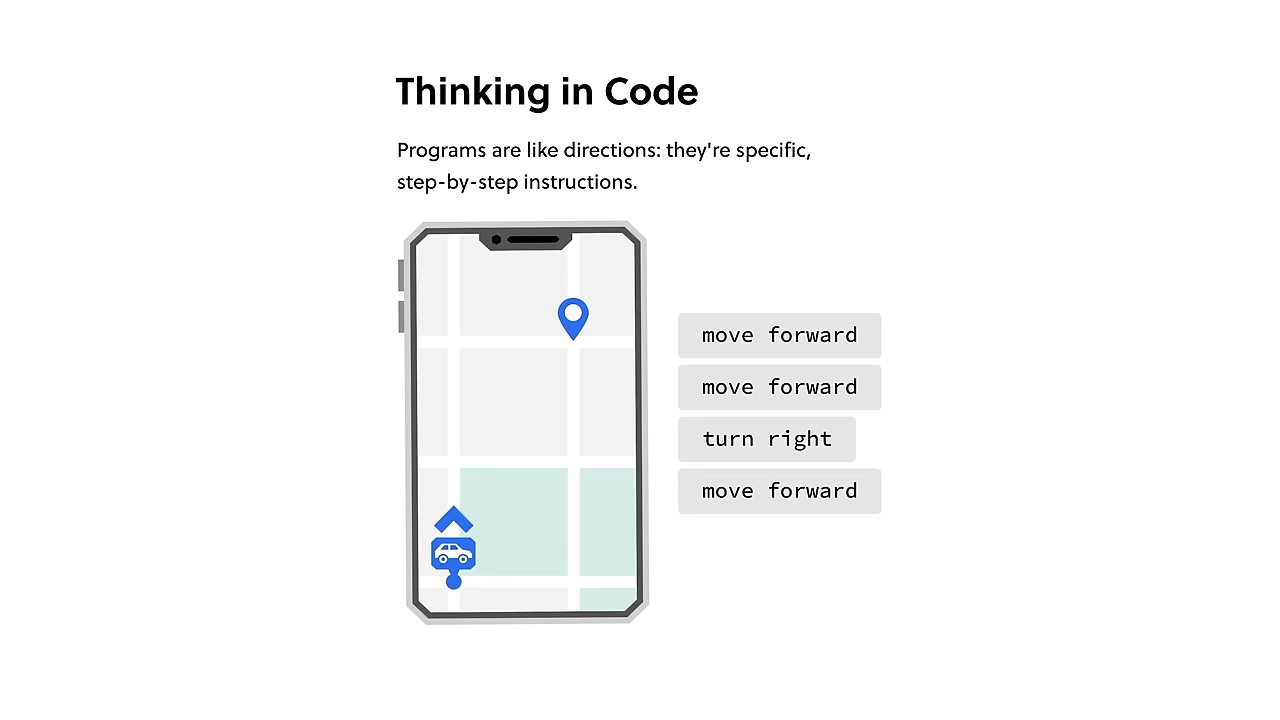 Thinking in Code
Programs are like directions: they're specific,
step-by-step instructions.
move forward
move forward
turn right
move forward